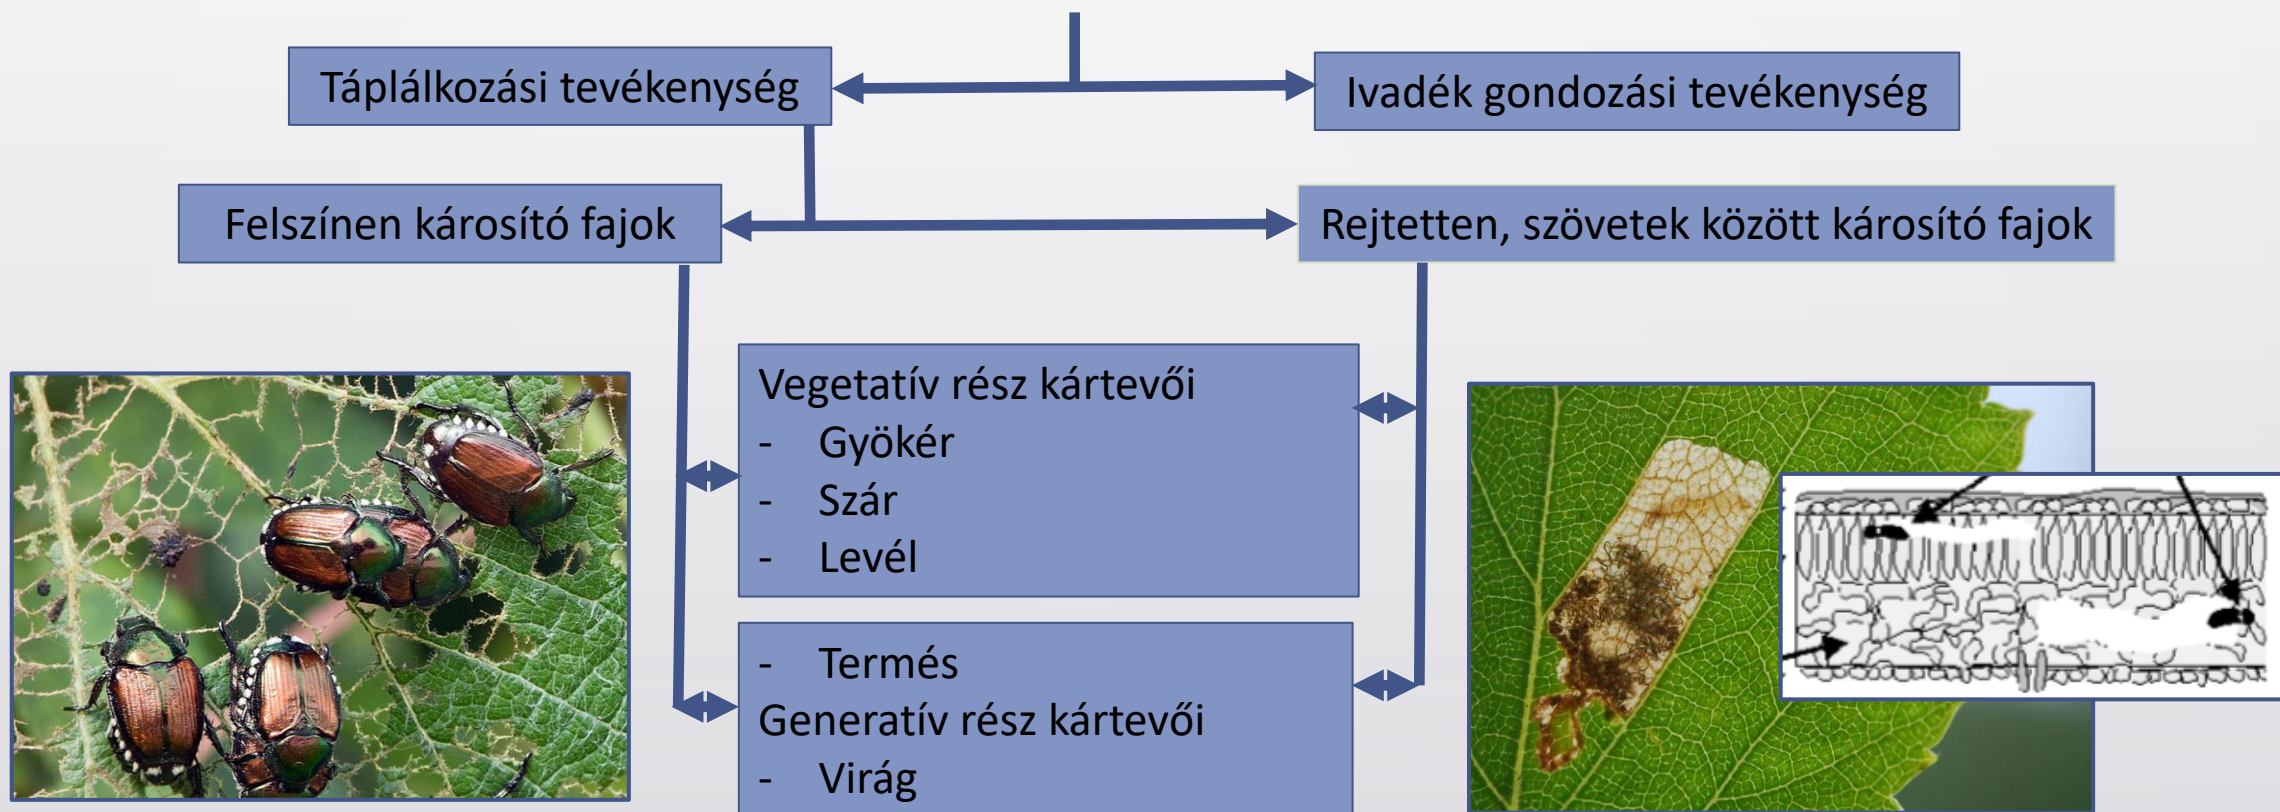 Táplálkozási tevékenység
Ivadék gondozási tevékenység
Felszínen károsító fajok
Rejtetten, szövetek között károsító fajok
Vegetatív rész kártevői
- Gyökér
- Szár
- Levél
- Termés
Generatív rész kártevői
- Virág